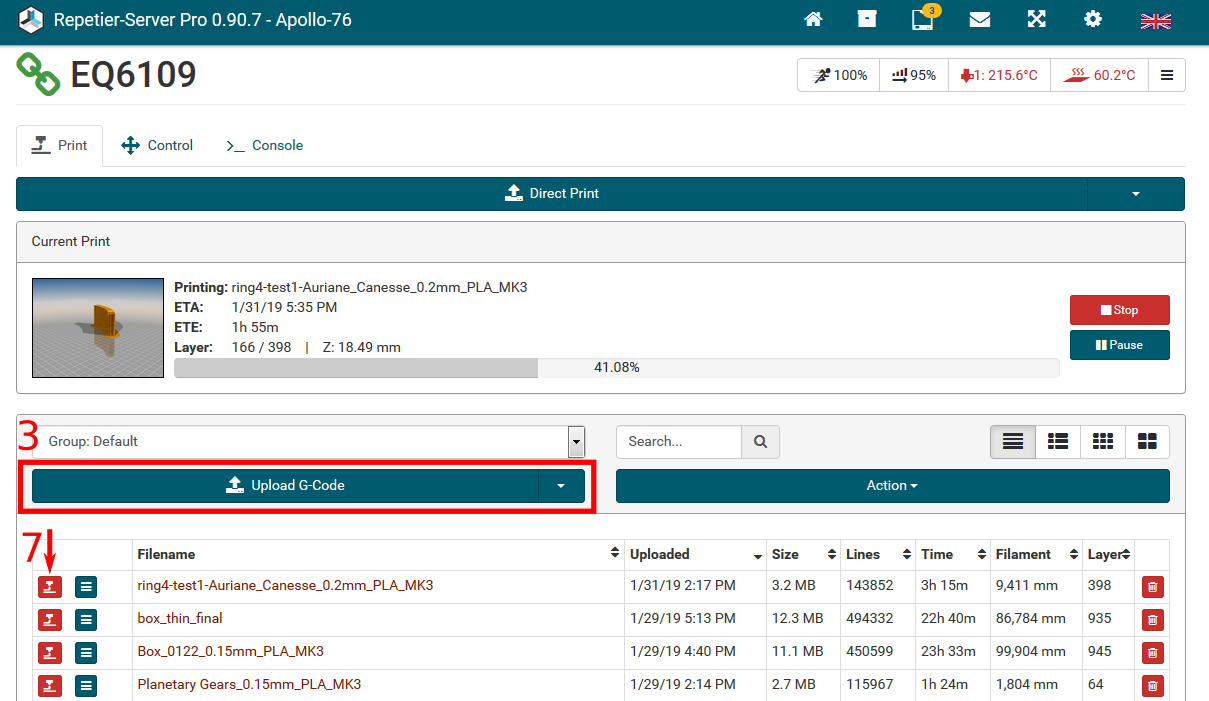 Repetier-Server Pro 0.90.7 - Apollo-76
3
EQ6109
100%
95%
1: 215.6°C
60.2°C
Print
Control
>_ Console
Direct Print
Current Print
Printing: ring4-test1-Auriane_Canesse_0.2mm_PLA_MK3
ETA: 1/31/19 5:35 PM
ETE: 1h 55m
Layer: 166 / 398 | Z: 18.49 mm
41.08%
Stop
Pause
3
Group: Default
Search...
Upload G-Code
Action
7
Filename Uploaded Size Lines Time Filament Layer
ring4-test1-Auriane_Canesse_0.2mm_PLA_MK3 1/31/19 2:17 PM 3.2 MB 143852 3h 15m 9,411 mm 398
box_thin_final 1/29/19 5:13 PM 12.3 MB 494332 22h 40m 86,784 mm 935
Box_0122_0.15mm_PLA_MK3 1/29/19 4:40 PM 11.1 MB 450599 23h 33m 99,904 mm 945
Planetary Gears_0.15mm_PLA_MK3 1/29/19 2:14 PM 2.7 MB 115967 1h 24m 1,804 mm 64